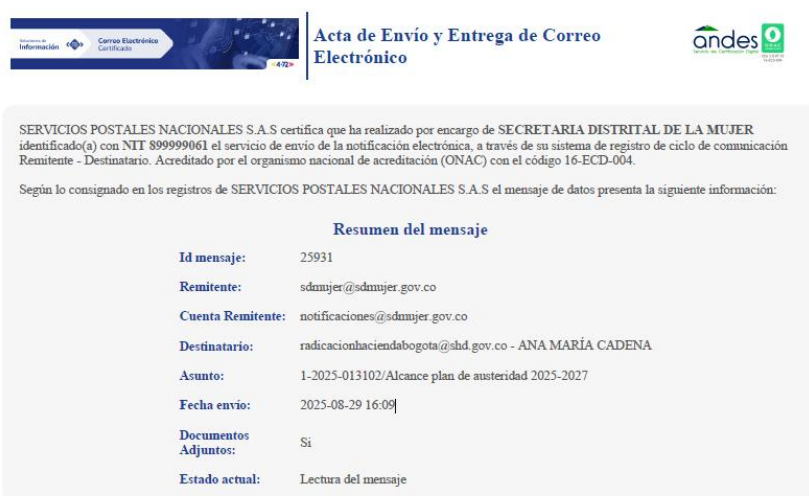 Soluciones de
Información
Correo Electrónico
Certificado
4-72
Acta de Envío y Entrega de Correo
Electrónico
andes
ONAC
SERVICIOS POSTALES NACIONALES S.A.S certifica que ha realizado por encargo de SECRETARIA DISTRITAL DE LA MUJER
identificado(a) con NIT 899999061 el servicio de envío de la notificación electrónica, a través de su sistema de registro de ciclo de comunicación
Remitente - Destinatario. Acreditado por el organismo nacional de acreditación (ONAC) con el código 16-ECD-004.
Según lo consignado en los registros de SERVICIOS POSTALES NACIONALES S.A.S el mensaje de datos presenta la siguiente información:
Resumen del mensaje
Id mensaje: 25931
Remitente: sdmujer@sdmujer.gov.co
Cuenta Remitente: notificaciones@sdmujer.gov.co
Destinatario: radicacionhaciendabogota@shd.gov.co - ANA MARÍA CADENA
Asunto: 1-2025-013102/Alcance plan de austeridad 2025-2027
Fecha envío: 2025-08-29 16:09
Documentos
Adjuntos: Si
Estado actual: Lectura del mensaje